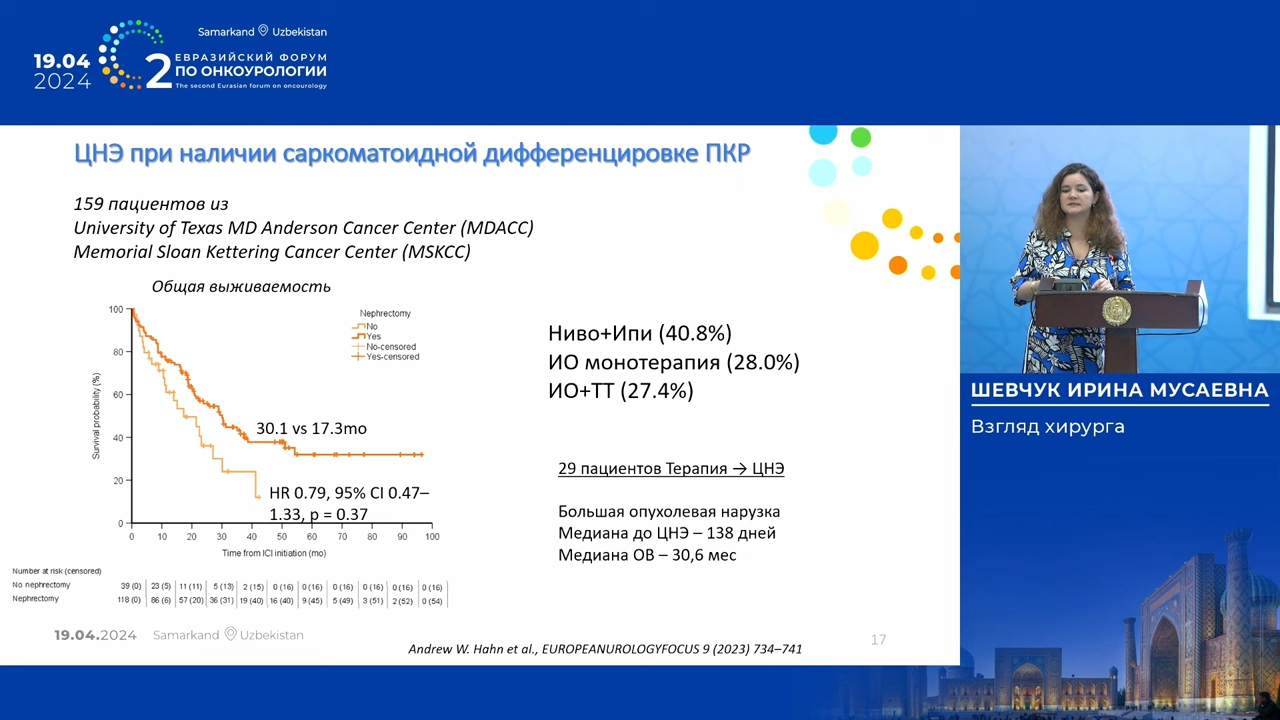 Samarkand Uzbekistan
19.04
2024
2
ЕВРАЗИЙСКИЙ ФОРУМ
ПО ОНКОУРОЛОГИИ
The second Eurasian forum on oncourology
ЦНЭ при наличии саркоматоидной дифференцировке ПКР
159 пациентов из
University of Texas MD Anderson Cancer Center (MDACC)
Memorial Sloan Kettering Cancer Center (MSKCC)
Общая выживаемость
Nephrectomy
No
Yes
No-censored
Yes-censored
Survival probability (%)
100
80
60
40
20
0
30.1 vs 17.3mo
HR 0.79, 95% CI 0.47–
1.33, p = 0.37
0 10 20 30 40 50 60 70 80 90 100
Time from ICI initiation (mo)
Number at risk (censored)
No nephrectomy 39 (0) 23 (5) 11 (11) 5 (13) 2 (15) 0 (16) 0 (16) 0 (16) 0 (16) 0 (16) 0 (16)
Nephrectomy 118 (0) 86 (6) 57 (20) 36 (31) 19 (40) 16 (40) 9 (45) 5 (49) 3 (51) 2 (52) 0 (54)
Ниво+Ипи (40.8%)
ИО монотерапия (28.0%)
ИО+ТТ (27.4%)
29 пациентов Терапия → ЦНЭ
Большая опухолевая нарузка
Медиана до ЦНЭ – 138 дней
Медиана ОВ – 30,6 мес
19.04.2024 Samarkand Uzbekistan
Andrew W. Hahn et al., EUROPEANUROLOGYFOCUS 9 (2023) 734–741
17
ШЕВЧУК ИРИНА МУСАЕВНА
Взгляд хирурга